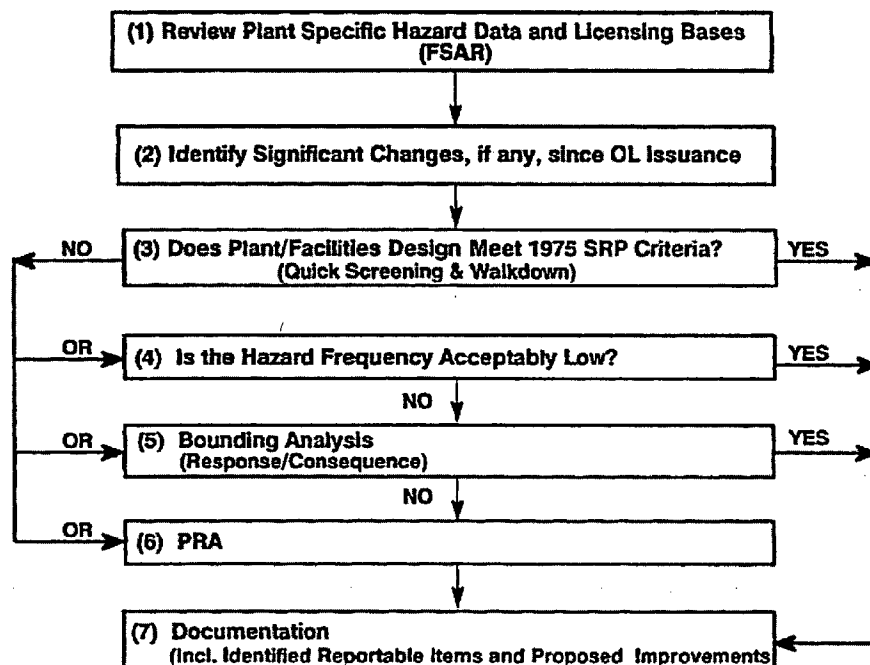 (1) Review Plant Specific Hazard Data and Licensing Bases
(FSAR)
(2) Identify Significant Changes, if any, since OL Issuance
NO
(3) Does Plant/Facilities Design Meet 1975 SRP Criteria?
(Quick Screening & Walkdown)
YES
OR
(4) Is the Hazard Frequency Acceptably Low?
YES
NO
OR
(5) Bounding Analysis
(Response/Consequence)
YES
NO
OR
(6) PRA
(7) Documentation
(Incl. Identified Reportable Items and Proposed Improvements